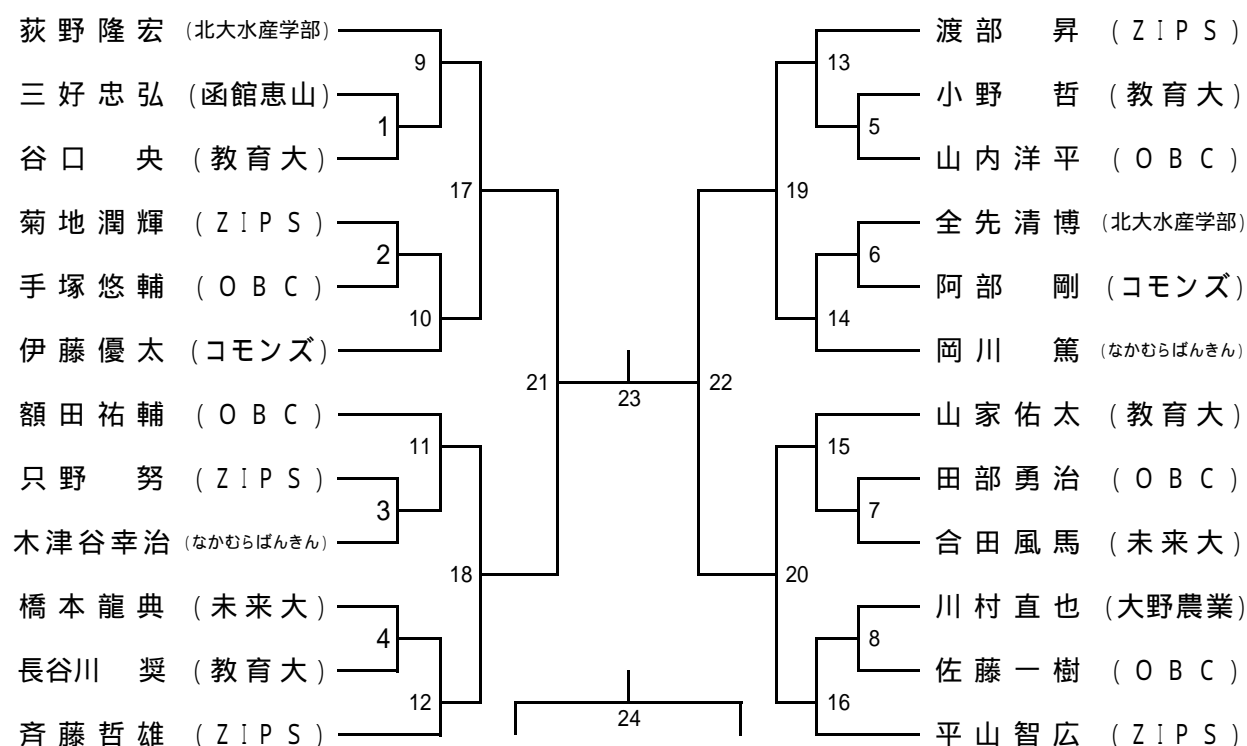 荻野隆宏 (北大水産学部)
三好忠弘 (函館恵山)
谷口 央 (教育大)
菊地潤輝 (ZIPS)
手塚悠輔 (OBC)
伊藤優太 (コモンズ)
額田祐輔 (OBC)
只野 努 (ZIPS)
木津谷幸治 (なかむらばんきん)
橋本龍典 (未来大)
長谷川 奨 (教育大)
斉藤哲雄 (ZIPS)
9
1
17
2
10
21
11
3
18
4
12
23
24
22
13
5
19
6
14
15
7
20
8
16
渡部 昇 (ZIPS)
小野 哲 (教育大)
山内洋平 (OBC)
全先清博 (北大水産学部)
阿部 剛 (コモンズ)
岡川 篤 (なかむらばんきん)
山家佑太 (教育大)
田部勇治 (OBC)
合田風馬 (未来大)
川村直也 (大野農業)
佐藤一樹 (OBC)
平山智広 (ZIPS)